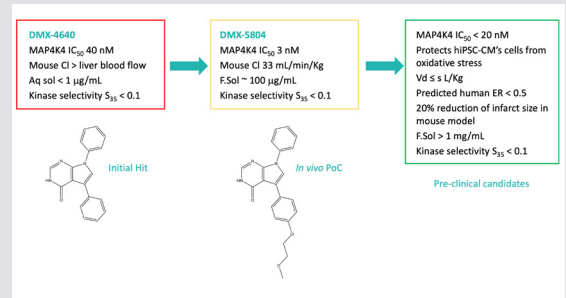 DMX-4640
MAP4K4 IC50 40 nM
Mouse Cl > liver blood flow
Aq sol < 1 µg/mL
Kinase selectivity S35 < 0.1
DMX-5804
MAP4K4 IC50 3 nM
Mouse Cl 33 mL/min/Kg
F.Sol ~ 100 µg/mL
Kinase selectivity S35 < 0.1
MAP4K4 IC50 < 20 nM
Protects hiPSC-CM's cells from
oxidative stress
Vd ≤ s L/Kg
Predicted human ER < 0.5
20% reduction of infarct size in
mouse model
F.Sol > 1 mg/mL
Kinase selectivity S35 < 0.1
Initial Hit
In vivo PoC
Pre-clinical candidates
N
N
HN
O
N
N
HN
O
O
O